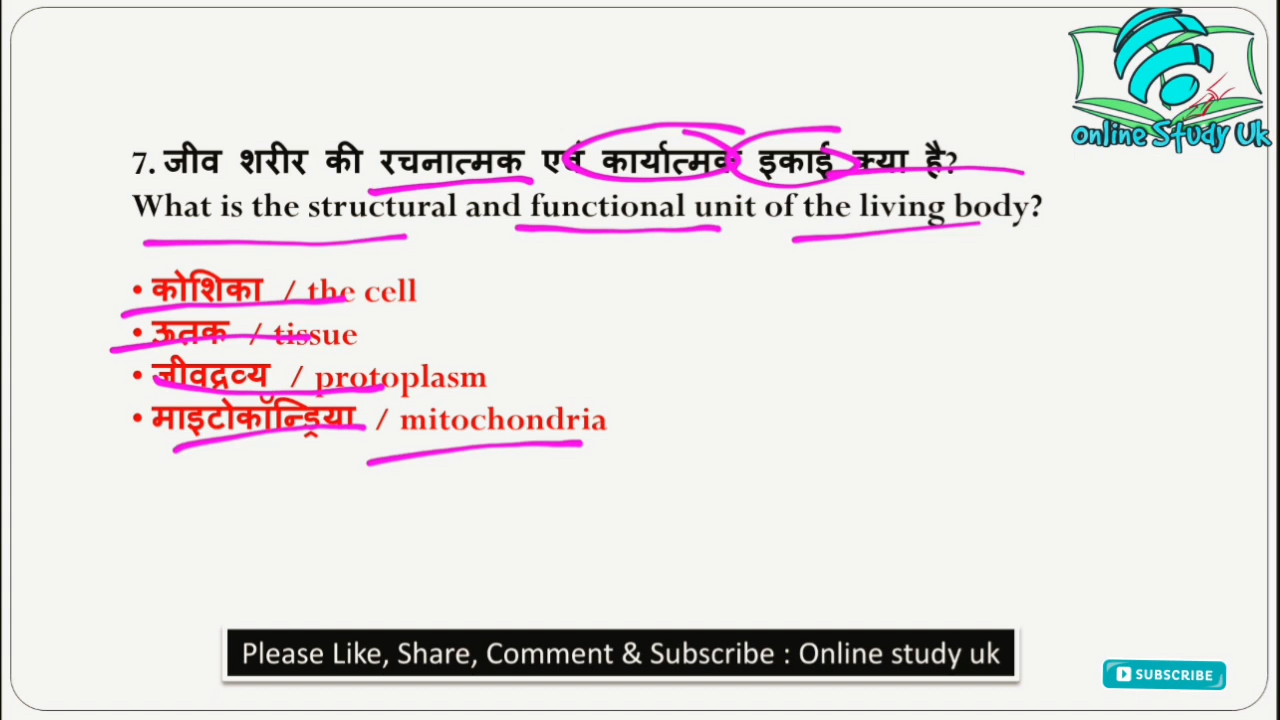 Online Study Uk
7. जीव शरीर की रचनात्मक एवं कार्यात्मक इकाई क्या है?
What is the structural and functional unit of the living body?
• कोशिका / the cell
• ऊतक / tissue
• जीवद्रव्य / protoplasm
• माइटोकॉन्ड्रिया / mitochondria
Please Like, Share, Comment & Subscribe : Online study uk
SUBSCRIBE